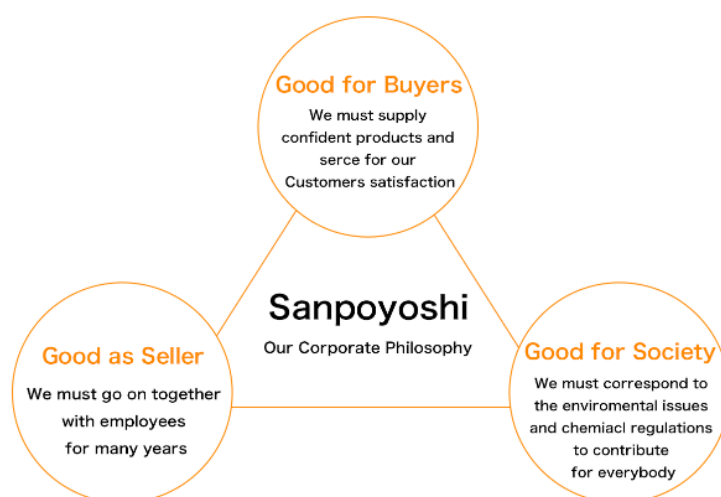 Good for Buyers
We must supply
confident products and
serce for our
Customers satisfaction
Sanpoyoshi
Our Corporate Philosophy
Good as Seller
We must go on together
with employees
for many years
Good for Society
We must correspond to
the enviromental issues
and chemiacl regulations
to contribute
for everybody